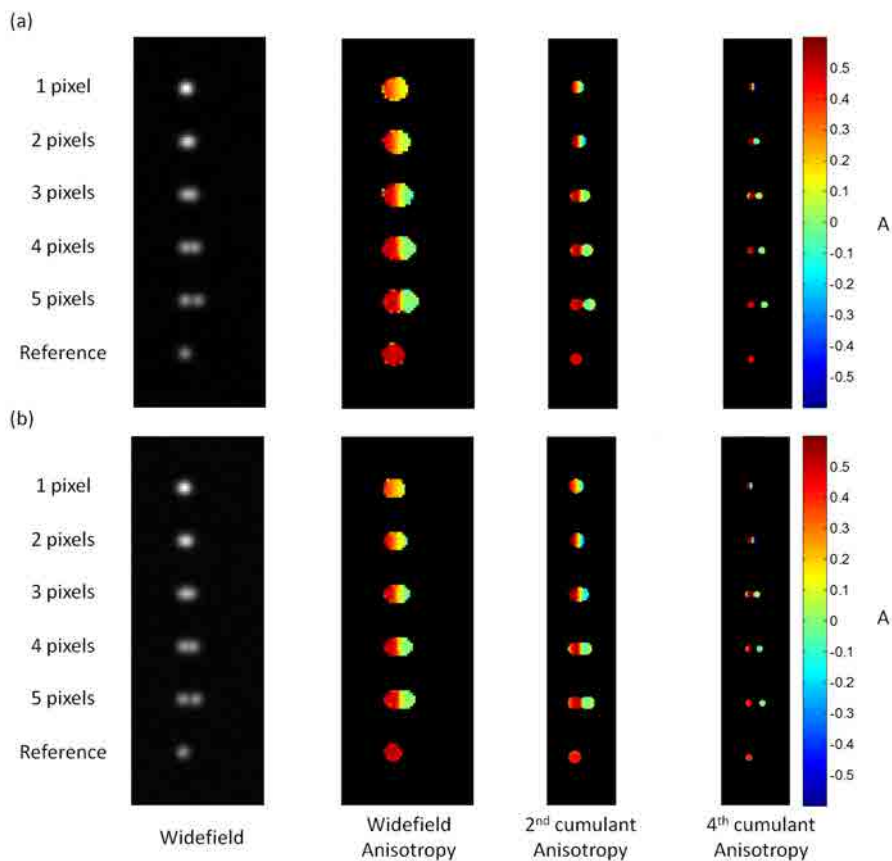 (a)
1 pixel
2 pixels
3 pixels
4 pixels
5 pixels
Reference
0.5
0.4
0.3
0.2
0.1
0
-0.1
-0.2
-0.3
-0.4
-0.5
A
(b)
1 pixel
2 pixels
3 pixels
4 pixels
5 pixels
Reference
0.5
0.4
0.3
0.2
0.1
0
-0.1
-0.2
-0.3
-0.4
-0.5
A
Widefield
Widefield
Anisotropy
2nd cumulant
Anisotropy
4th cumulant
Anisotropy